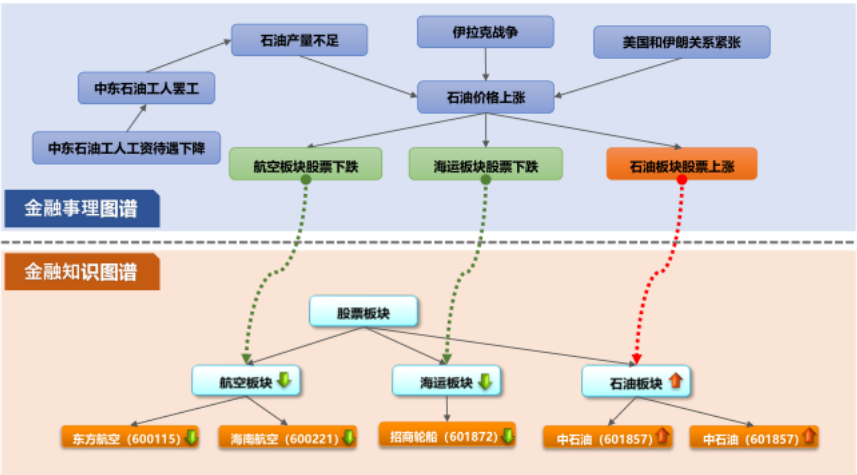 石油产量不足
伊拉克战争
美国和伊朗关系紧张
中东石油工人罢工
石油价格上涨
中东石油工人工资待遇下降
航空板块股票下跌
海运板块股票下跌
石油板块股票上涨
金融事理图谱
金融知识图谱
股票板块
航空板块
海运板块
石油板块
东方航空（600115）
海南航空（600221）
招商轮船（601872）
中石油（601857）
中石油（601857）